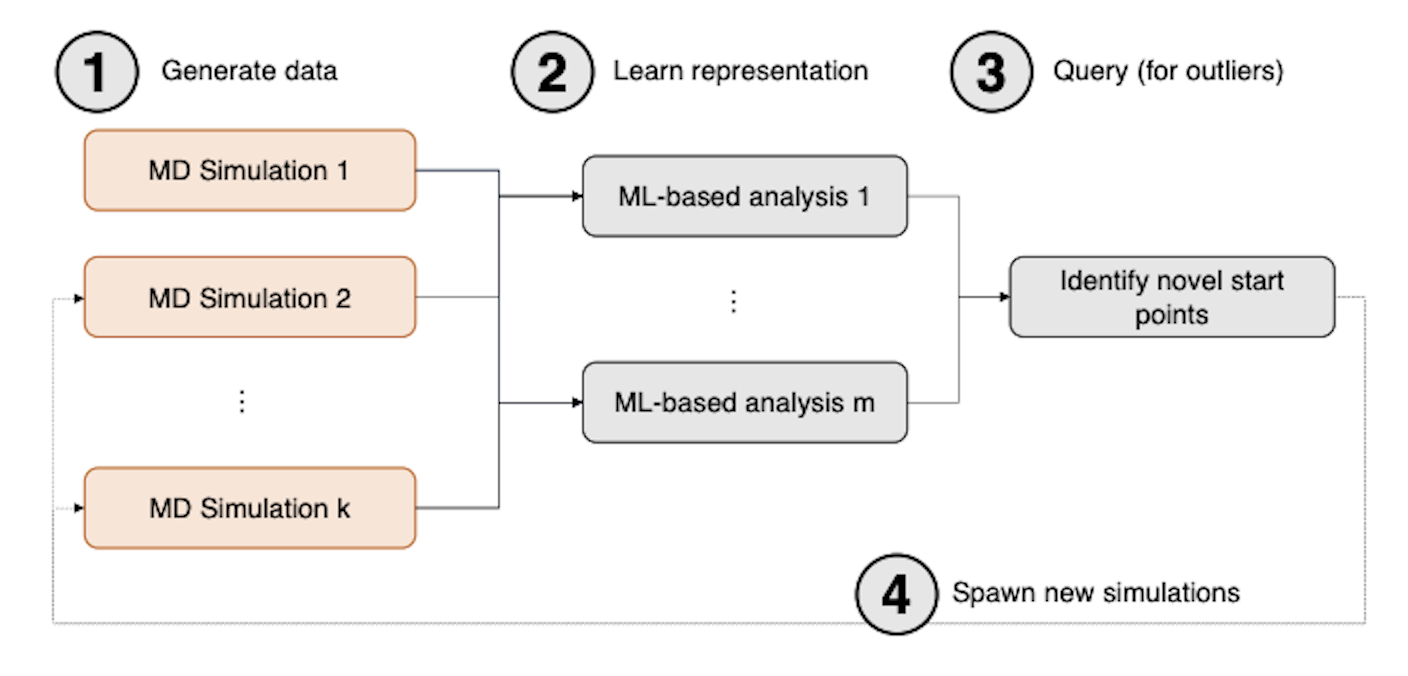 1 Generate data
2 Learn representation
3 Query (for outliers)
MD Simulation 1
ML-based analysis 1
MD Simulation 2
⋮
Identify novel start
points
⋮
ML-based analysis m
MD Simulation k
4 Spawn new simulations